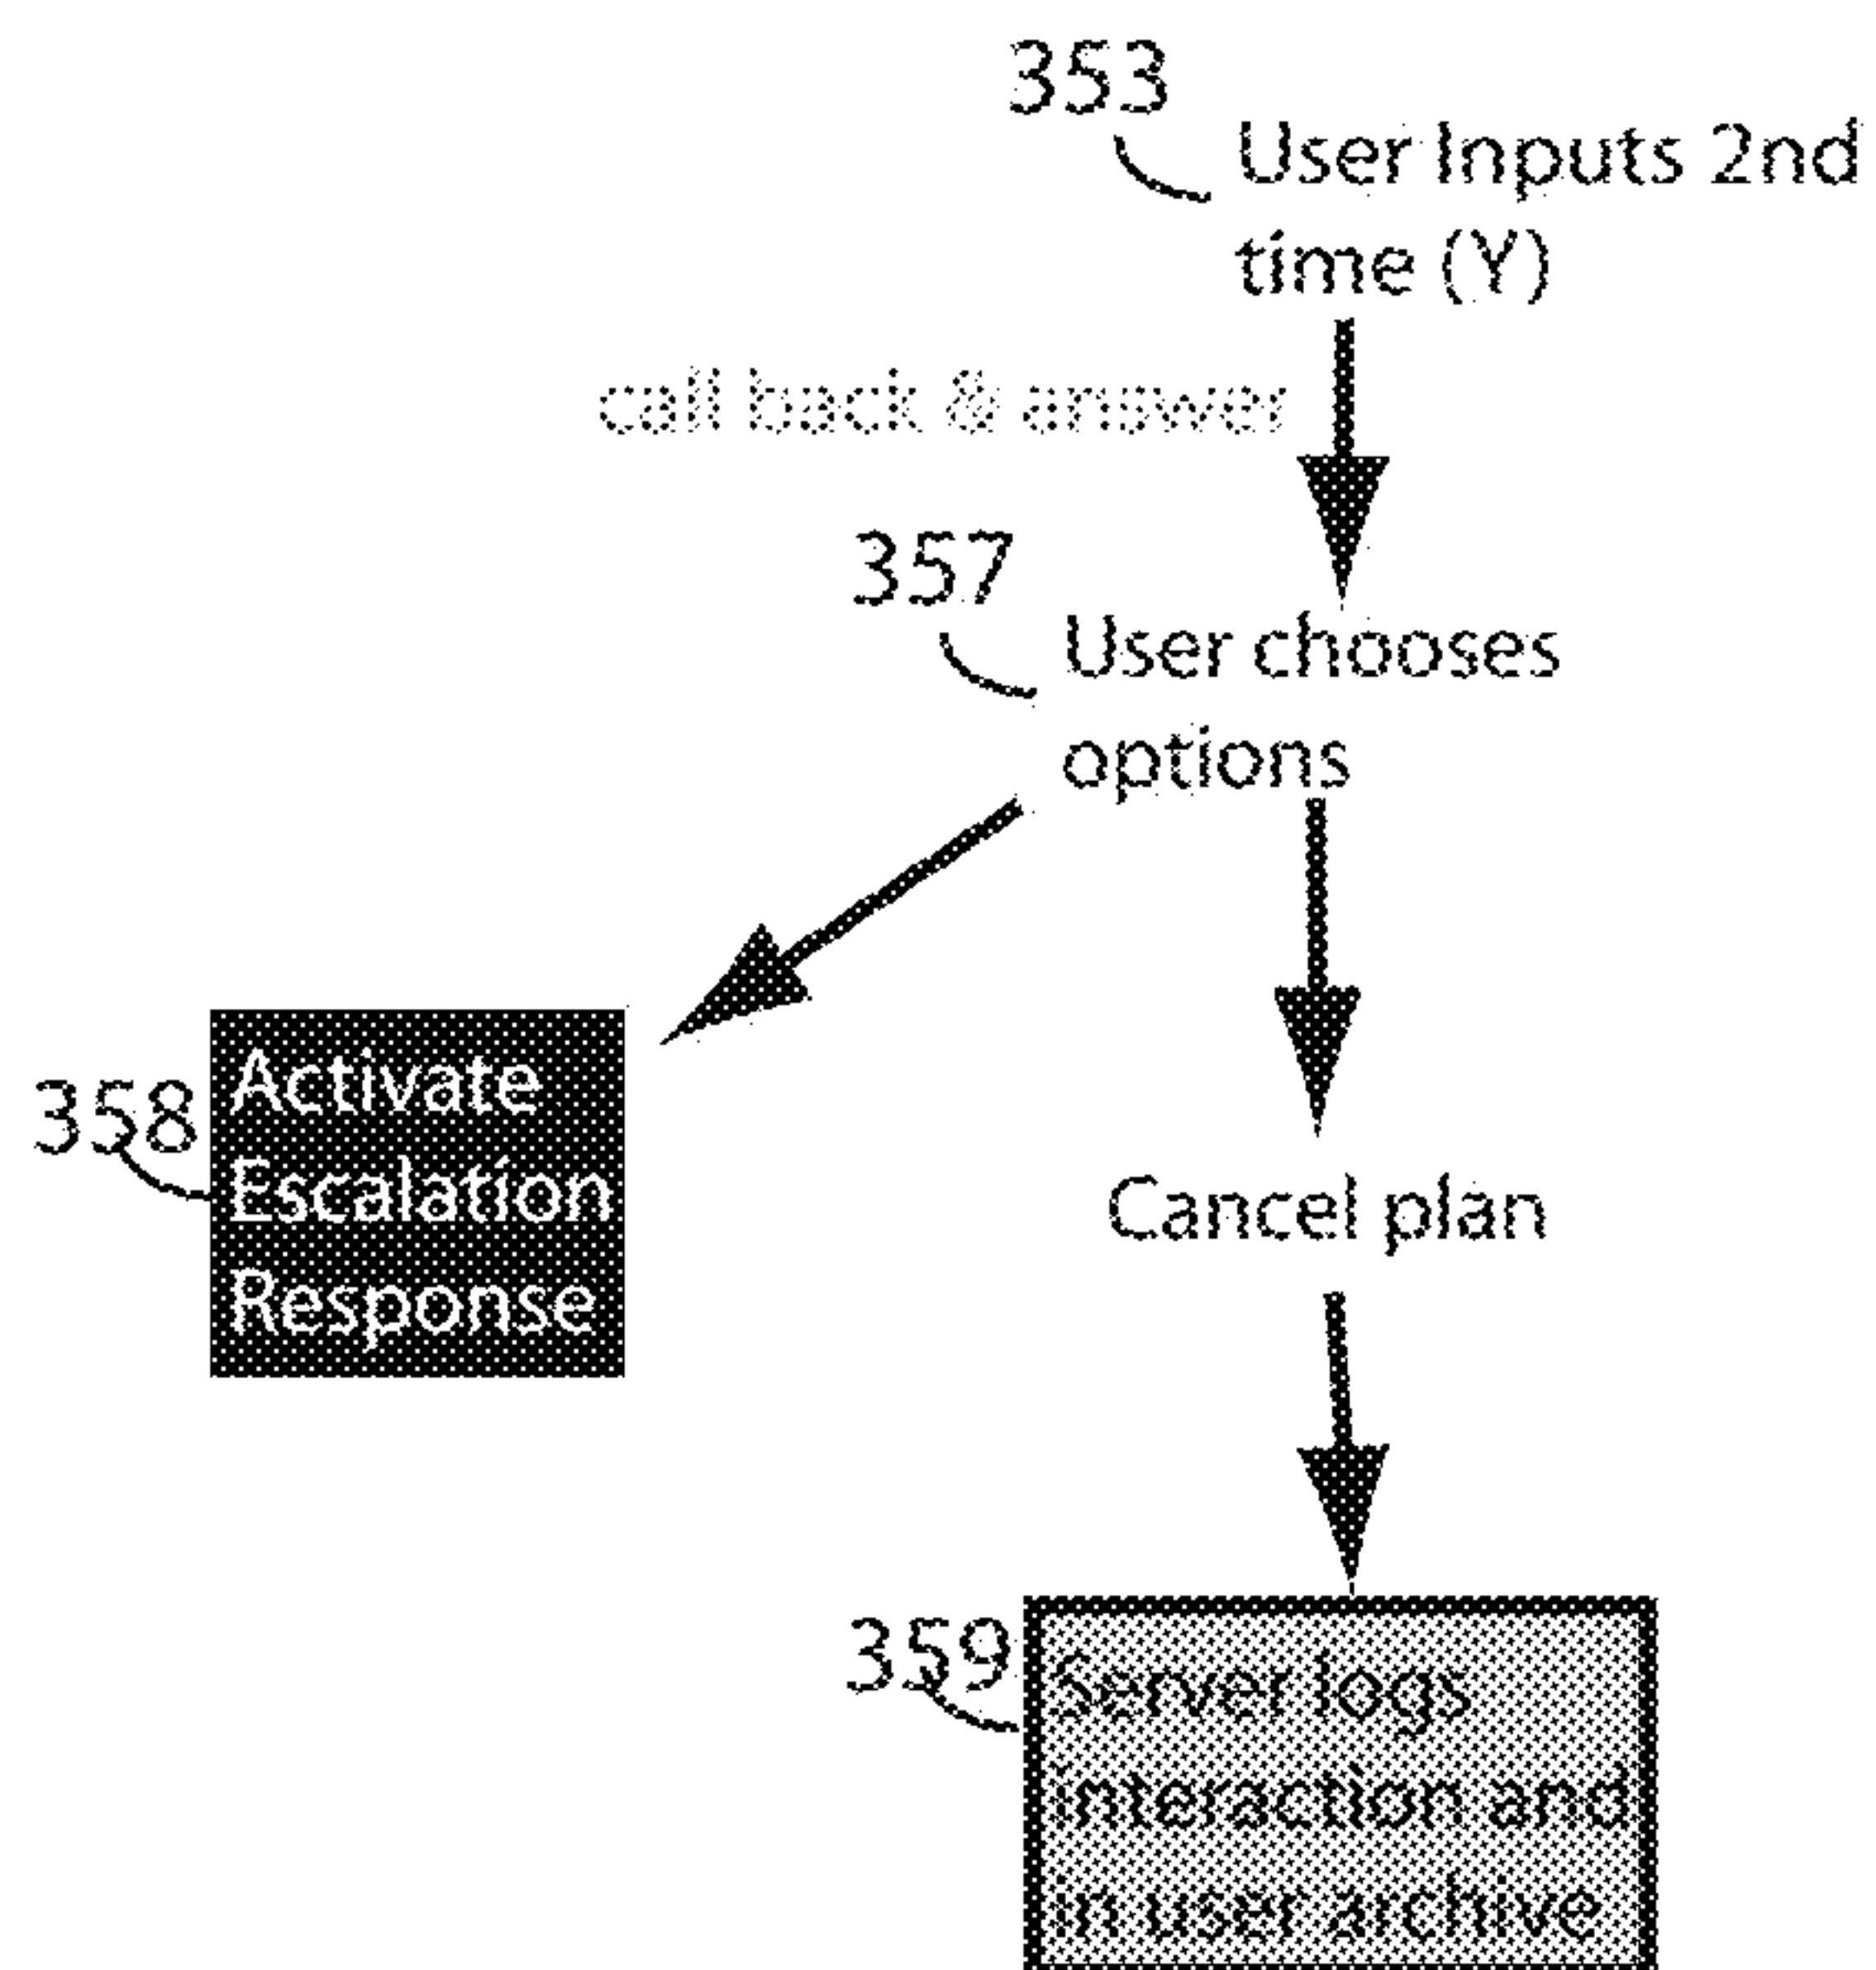 353
User Inputs 2nd
time (Y)
call back & answer
357
User chooses
options
358
Activate
Escalation
Response
Cancel plan
359
Server logs
interaction and
in user archive